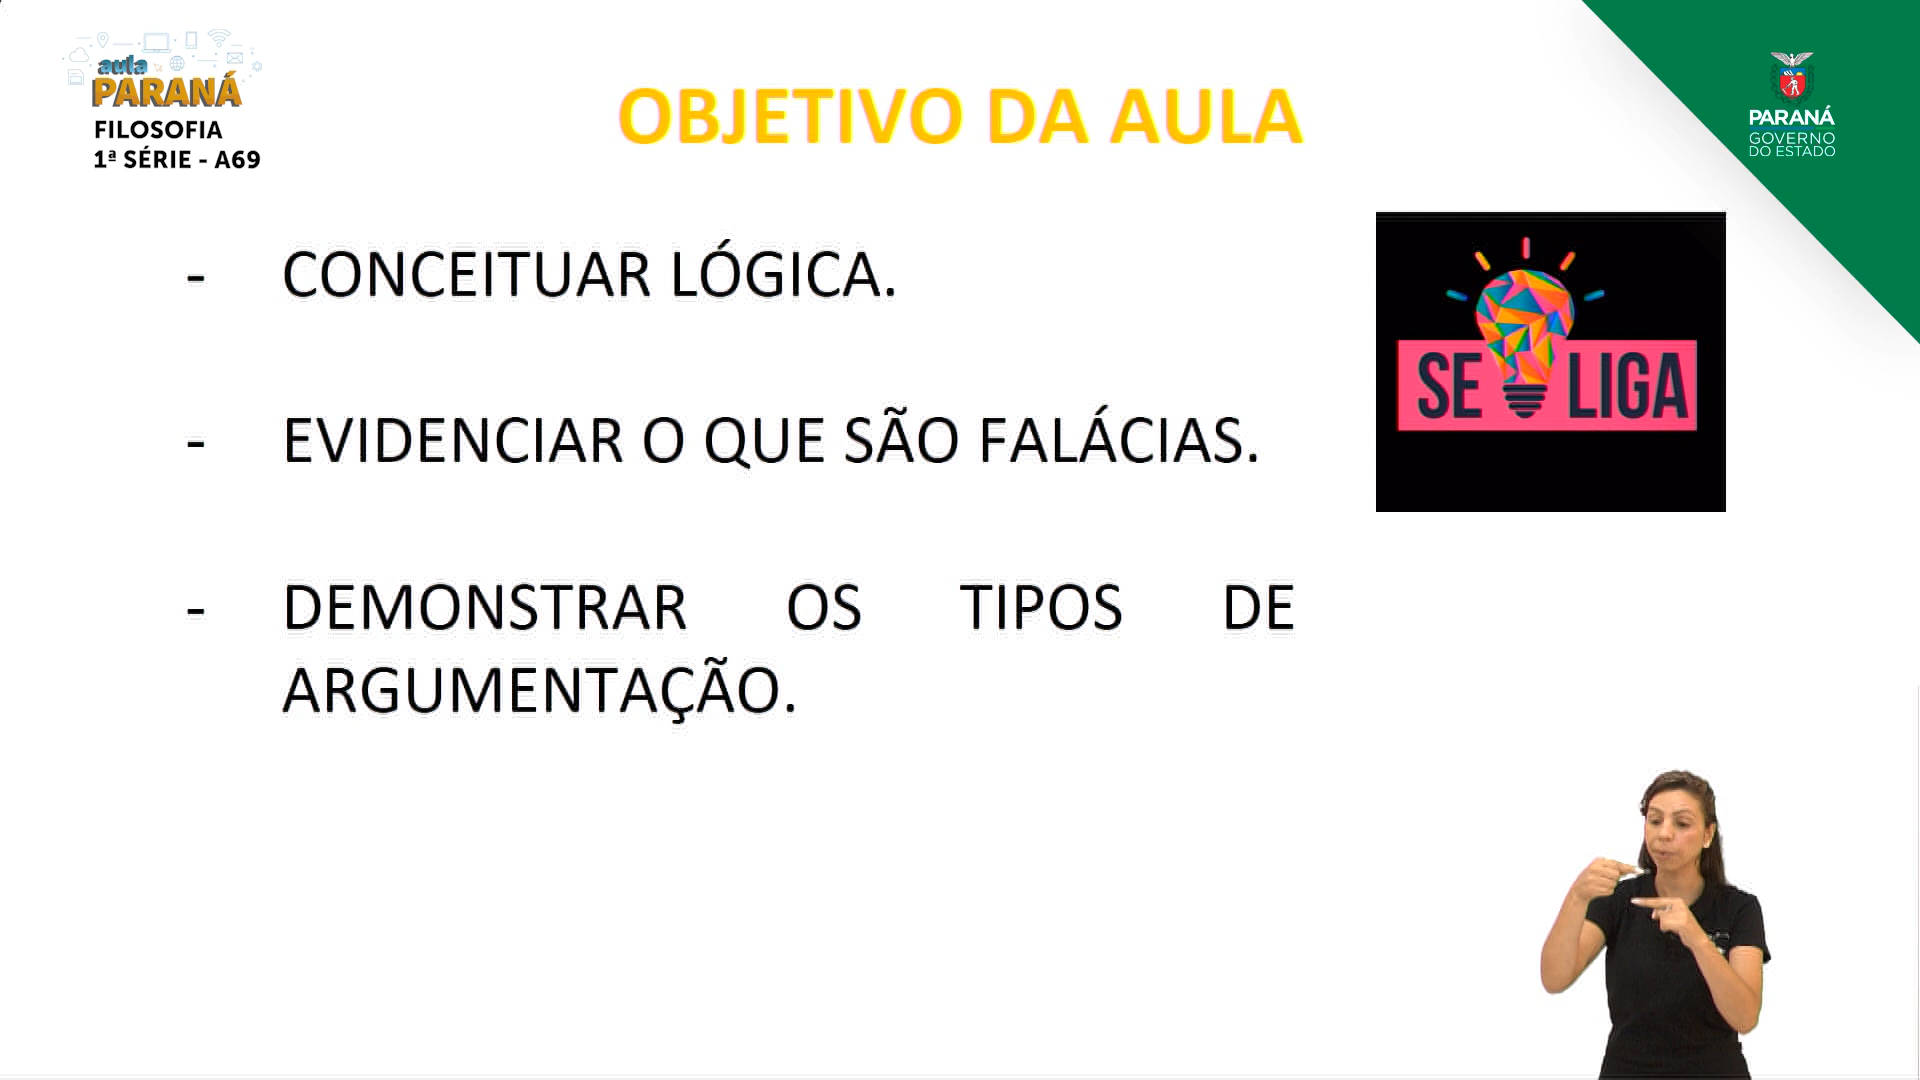 aula
PARANÁ
FILOSOFIA
1ª SÉRIE - A69
OBJETIVO DA AULA
PARANÁ
GOVERNO
DO ESTADO
- CONCEITUAR LÓGICA.
SE LIGA
- EVIDENCIAR O QUE SÃO FALÁCIAS.
- DEMONSTRAR OS TIPOS DE
ARGUMENTAÇÃO.